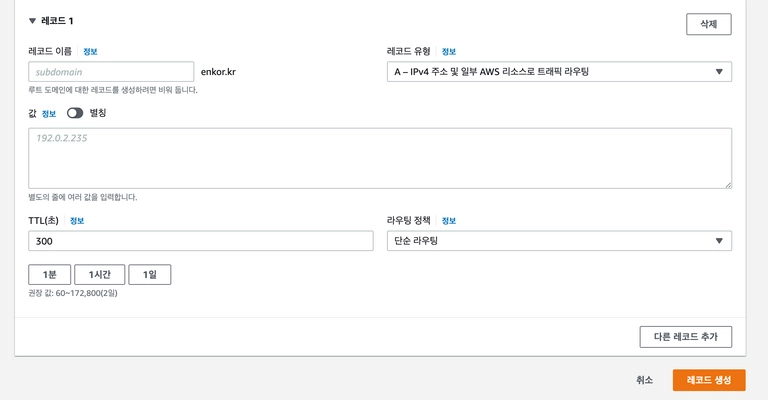 ▼ 레코드 1
삭제
레코드 이름 정보
subdomain
enkor.kr
루트 도메인에 대한 레코드를 생성하려면 비워 둡니다.
레코드 유형 정보
A – IPv4 주소 및 일부 AWS 리소스로 트래픽 라우팅
값 정보 별칭
192.0.2.235
별도의 줄에 여러 값을 입력합니다.
TTL(초) 정보
300
1분 1시간 1일
권장 값: 60~172,800(2일)
라우팅 정책 정보
단순 라우팅
다른 레코드 추가
취소
레코드 생성